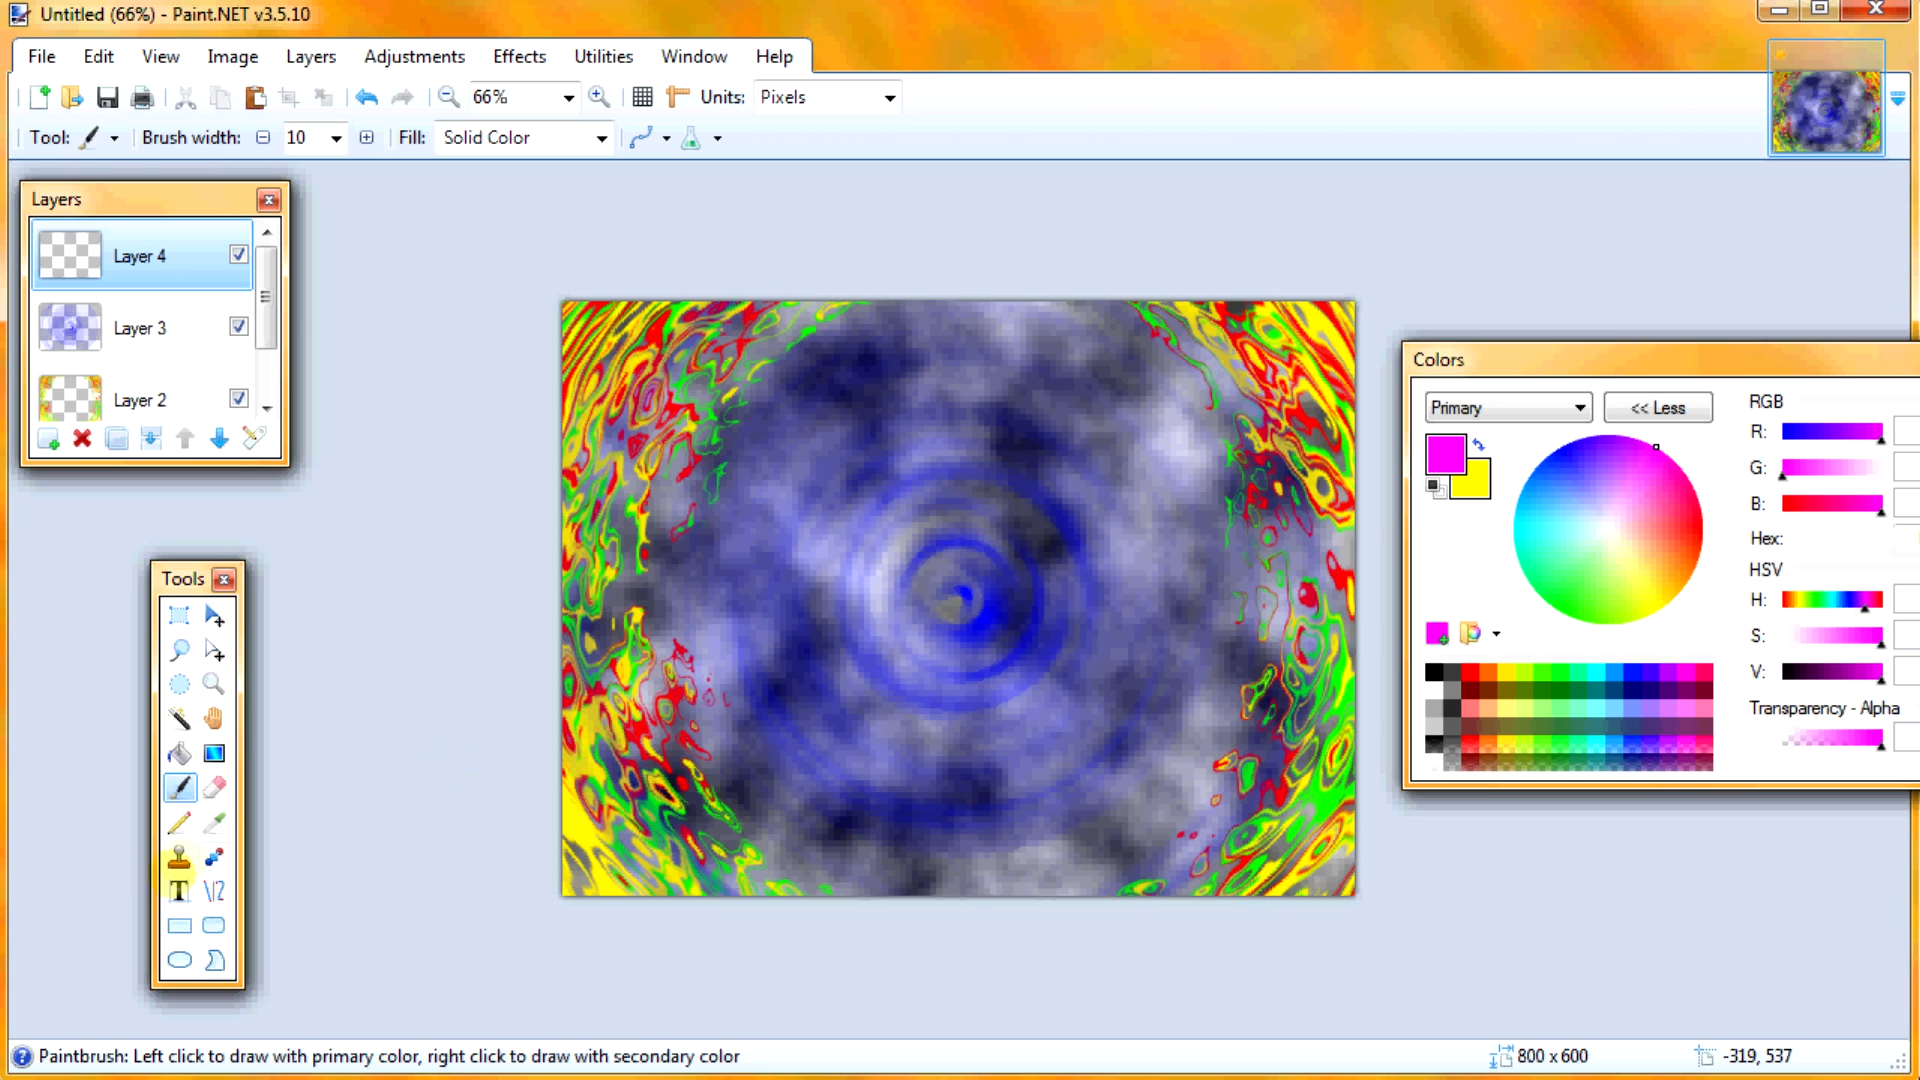 Untitled (66%) - Paint.NET v3.5.10
File Edit View Image Layers Adjustments Effects Utilities Window Help
66% Units: Pixels
Tool: Brush width: 10 Fill: Solid Color
Layers
Layer 4
Layer 3
Layer 2
Colors
Primary << Less RGB
R:
G:
B:
Hex:
HSV
H:
S:
V:
Transparency - Alpha
Tools
T
Paintbrush: Left click to draw with primary color, right click to draw with secondary color 800 x 600 -319, 537